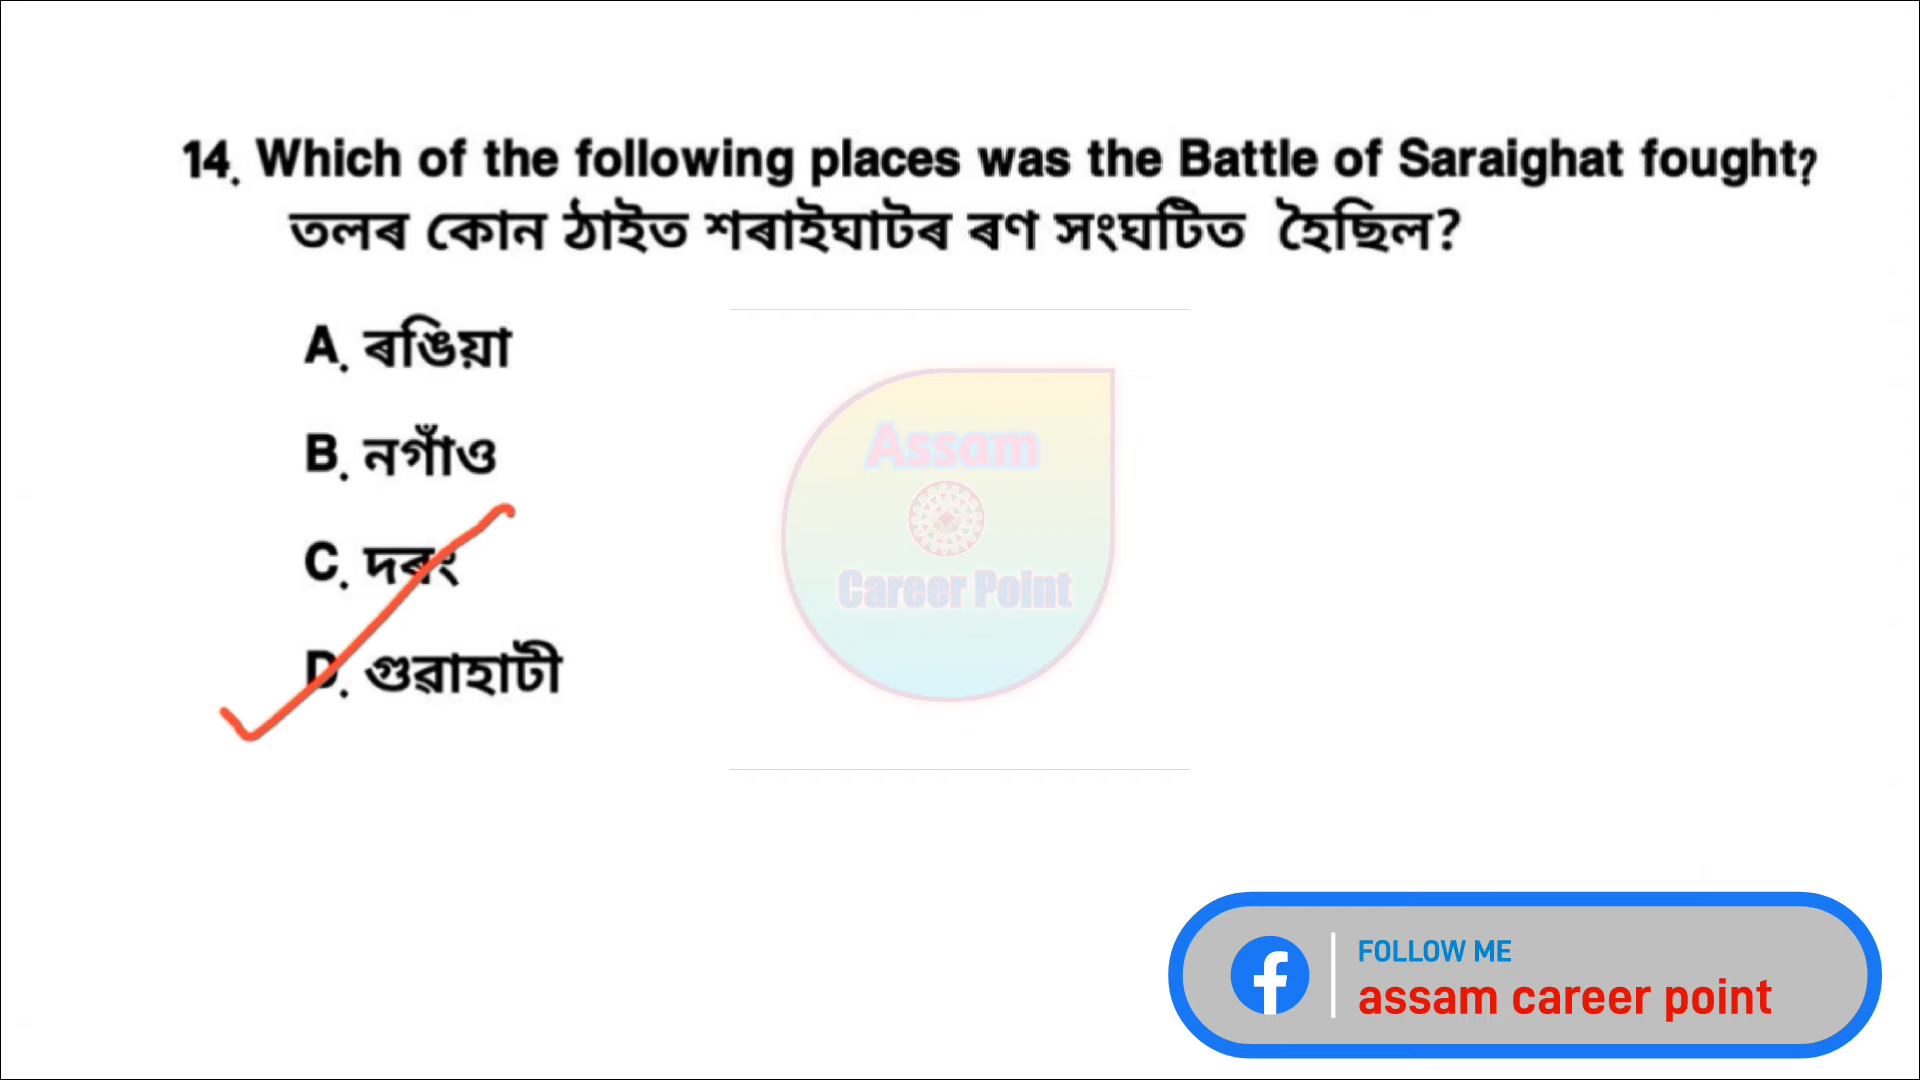 14. Which of the following places was the Battle of Saraighat fought?
তলৰ কোন ঠাইত শৰাইঘাটৰ ৰণ সংঘটিত হৈছিল?
A. ৰঙিয়া
B. নগাঁও
C. দৰং
D. গুৱাহাটী
Assam
Career Point
FOLLOW ME
assam career point